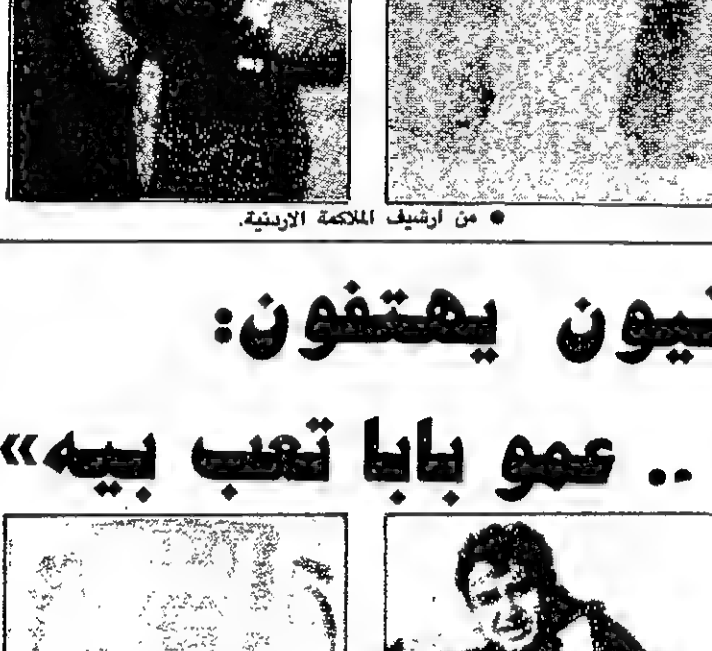 ● من ارشيف الملاكمة الاردنية.
يهتفون:
.. عمو بابا تعب بيه»